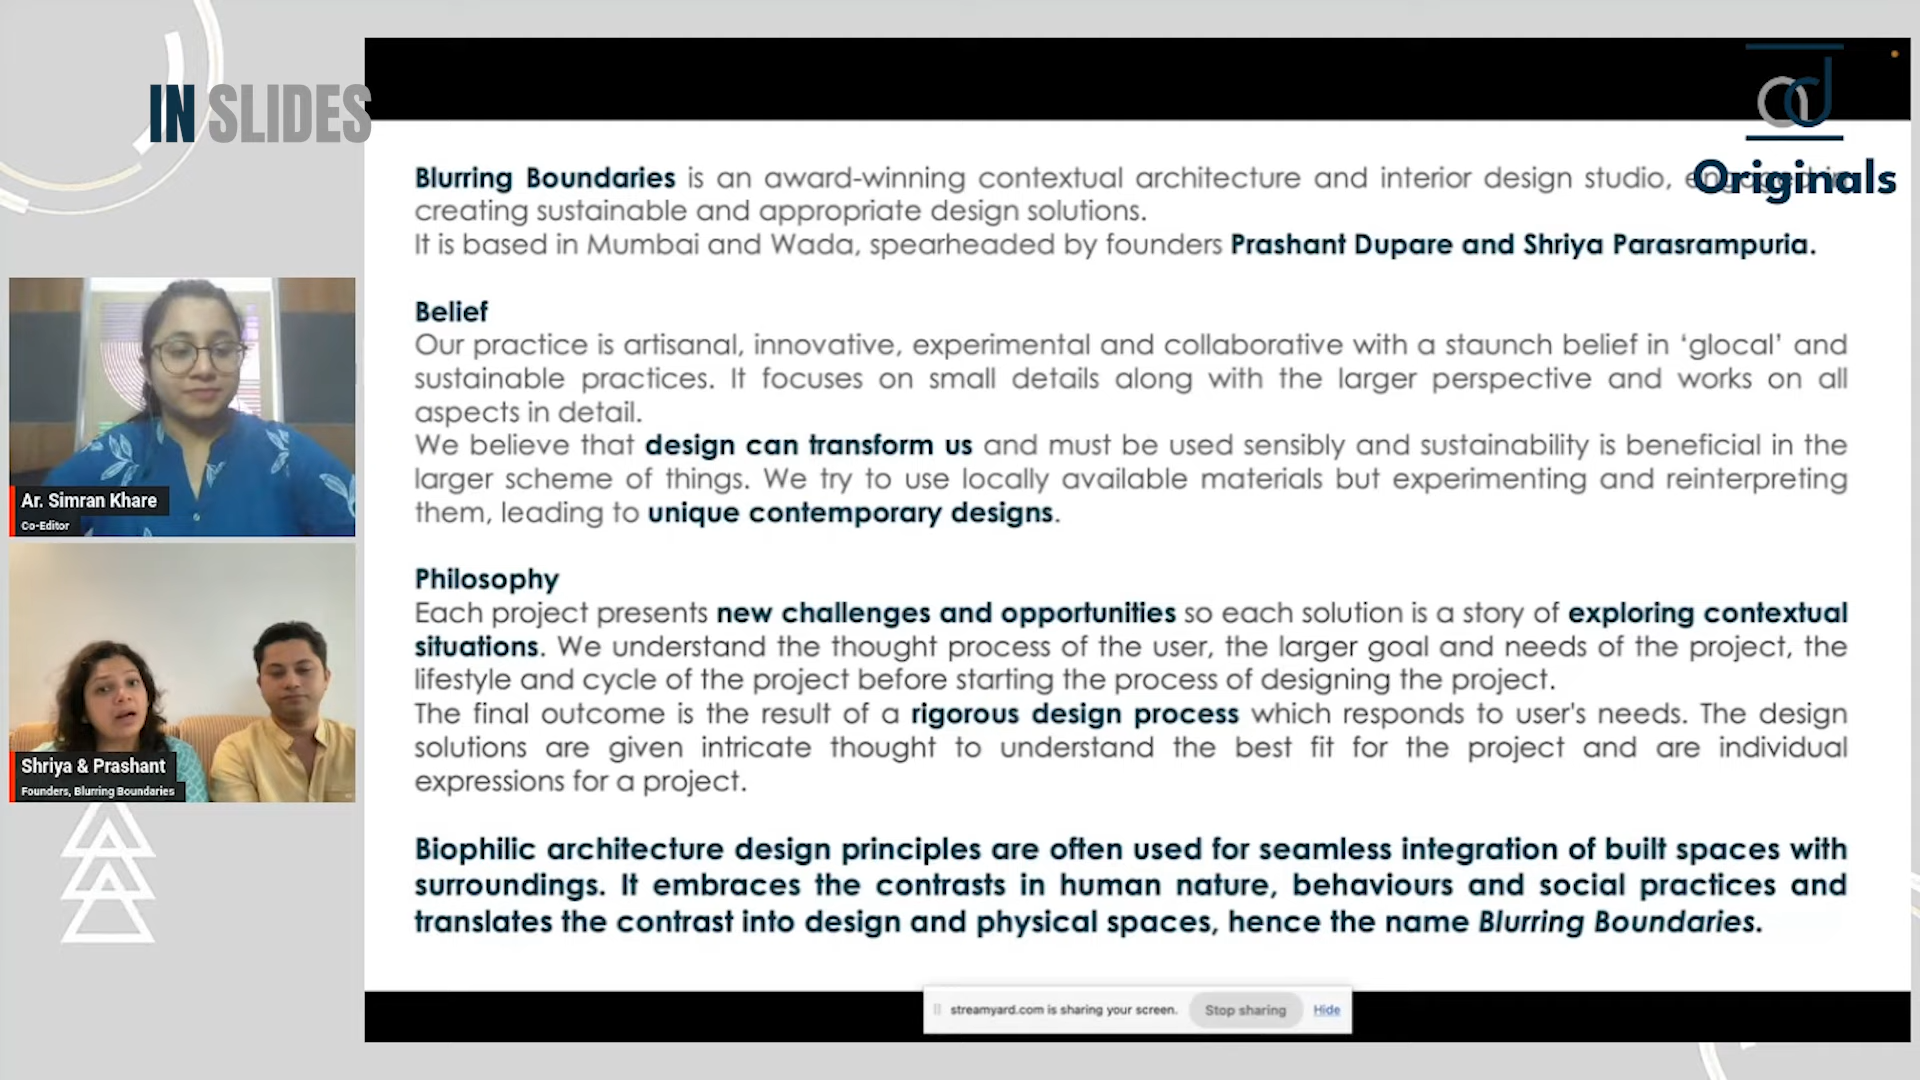 IN SLIDES
ad
Originals
Blurring Boundaries is an award-winning contextual architecture and interior design studio,
creating sustainable and appropriate design solutions.
It is based in Mumbai and Wada, spearheaded by founders Prashant Dupare and Shriya Parasrampuria.
Belief
Our practice is artisanal, innovative, experimental and collaborative with a staunch belief in ‘glocal’ and
sustainable practices. It focuses on small details along with the larger perspective and works on all
aspects in detail.
We believe that design can transform us and must be used sensibly and sustainability is beneficial in the
larger scheme of things. We try to use locally available materials but experimenting and reinterpreting
them, leading to unique contemporary designs.
Philosophy
Each project presents new challenges and opportunities so each solution is a story of exploring contextual
situations. We understand the thought process of the user, the larger goal and needs of the project, the
lifestyle and cycle of the project before starting the process of designing the project.
The final outcome is the result of a rigorous design process which responds to user's needs. The design
solutions are given intricate thought to understand the best fit for the project and are individual
expressions for a project.
Biophilic architecture design principles are often used for seamless integration of built spaces with
surroundings. It embraces the contrasts in human nature, behaviours and social practices and
translates the contrast into design and physical spaces, hence the name Blurring Boundaries.
Ar. Simran Khare
Co-Editor
Shriya & Prashant
Founders, Blurring Boundaries
streamyard.com is sharing your screen.
Stop sharing
Hide